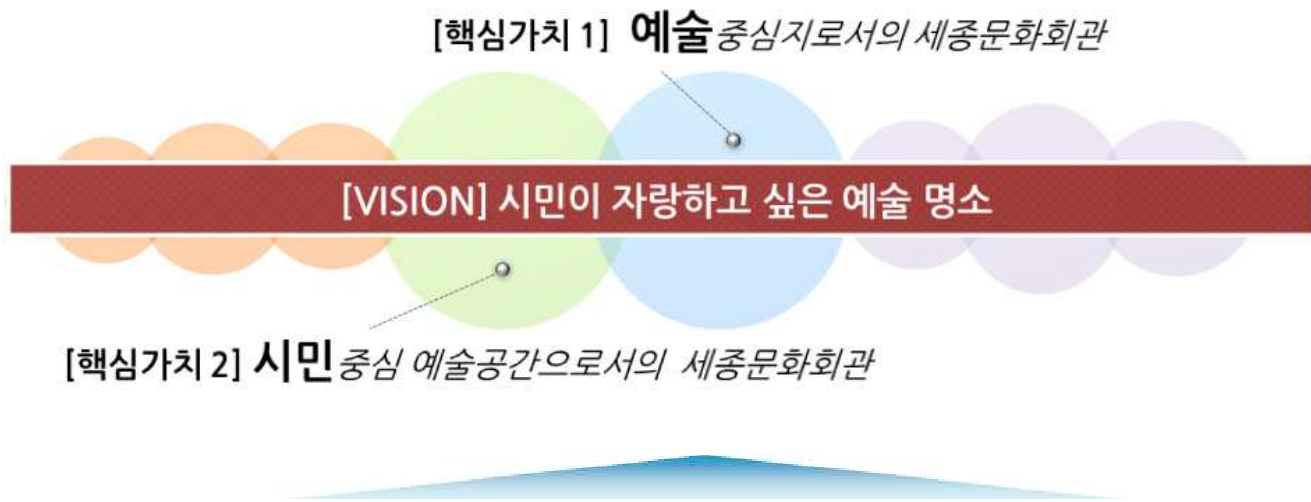 [핵심가치 1] 예술 중심지로서의 세종문화회관
[VISION] 시민이 자랑하고 싶은 예술 명소
[핵심가치 2] 시민 중심 예술공간으로서의 세종문화회관